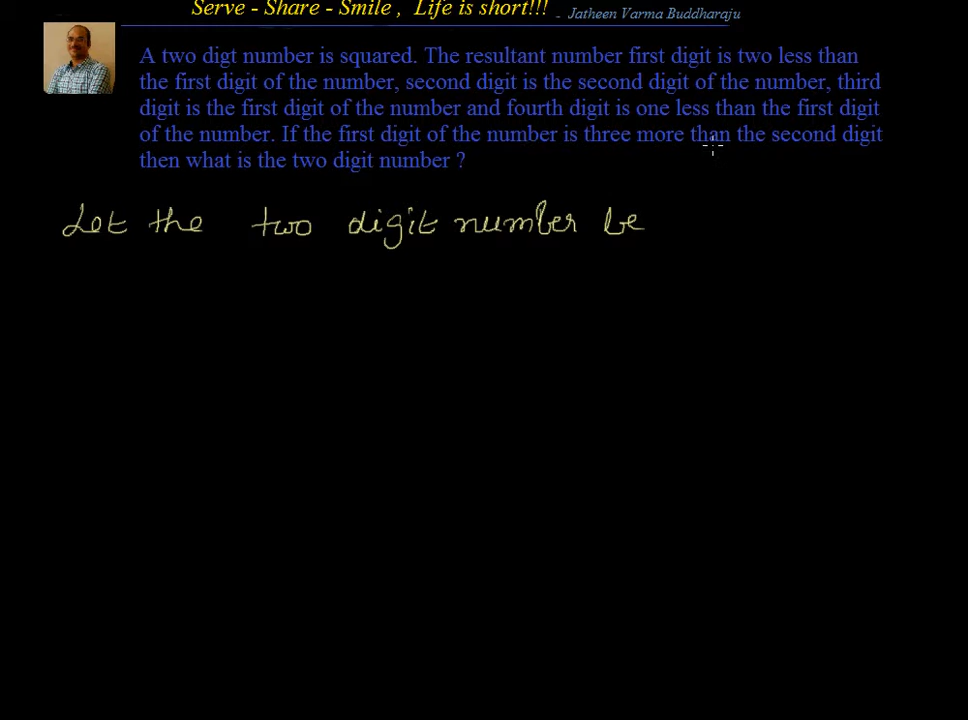 Serve - Share - Smile , Life is short!!! - Jatheen Varma Buddharaju
A two digt number is squared. The resultant number first digit is two less than
the first digit of the number, second digit is the second digit of the number, third
digit is the first digit of the number and fourth digit is one less than the first digit
of the number. If the first digit of the number is three more than the second digit
then what is the two digit number ?
Let the two digit number be